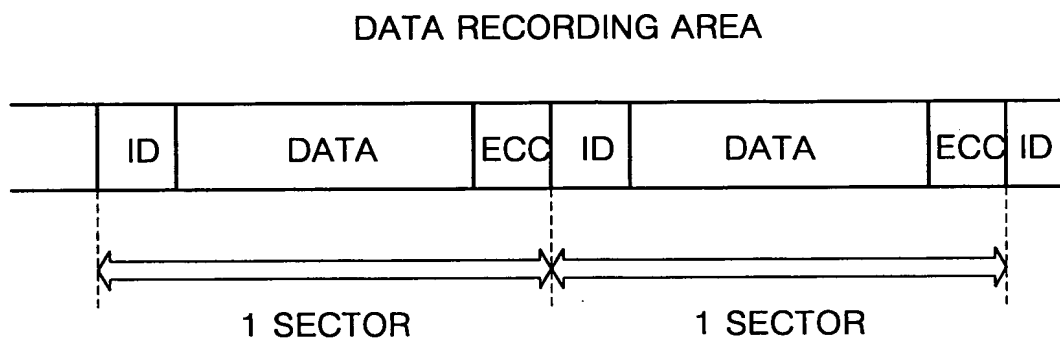 DATA RECORDING AREA
ID DATA ECC ID DATA ECC ID
1 SECTOR 1 SECTOR